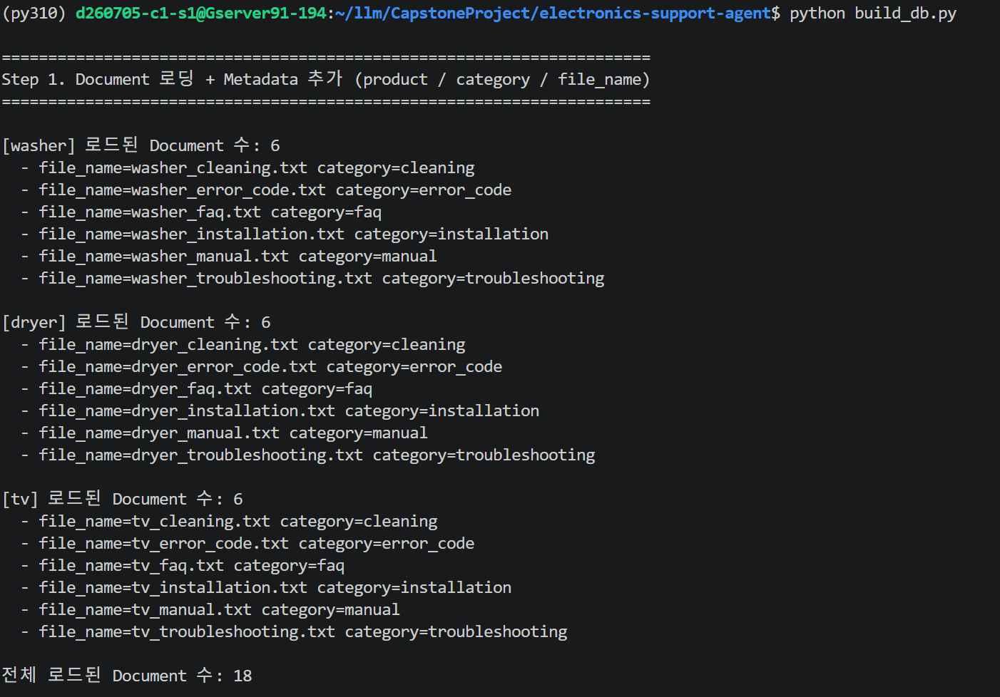 (py310) d260705-c1-s1@Gserver91-194:~/llm/CapstoneProject/electronics-support-agent$ python build_db.py
======================================================================
Step 1. Document 로딩 + Metadata 추가 (product / category / file_name)
======================================================================
[washer] 로드된 Document 수: 6
- file_name=washer_cleaning.txt category=cleaning
- file_name=washer_error_code.txt category=error_code
- file_name=washer_faq.txt category=faq
- file_name=washer_installation.txt category=installation
- file_name=washer_manual.txt category=manual
- file_name=washer_troubleshooting.txt category=troubleshooting
[dryer] 로드된 Document 수: 6
- file_name=dryer_cleaning.txt category=cleaning
- file_name=dryer_error_code.txt category=error_code
- file_name=dryer_faq.txt category=faq
- file_name=dryer_installation.txt category=installation
- file_name=dryer_manual.txt category=manual
- file_name=dryer_troubleshooting.txt category=troubleshooting
[tv] 로드된 Document 수: 6
- file_name=tv_cleaning.txt category=cleaning
- file_name=tv_error_code.txt category=error_code
- file_name=tv_faq.txt category=faq
- file_name=tv_installation.txt category=installation
- file_name=tv_manual.txt category=manual
- file_name=tv_troubleshooting.txt category=troubleshooting
전체 로드된 Document 수: 18